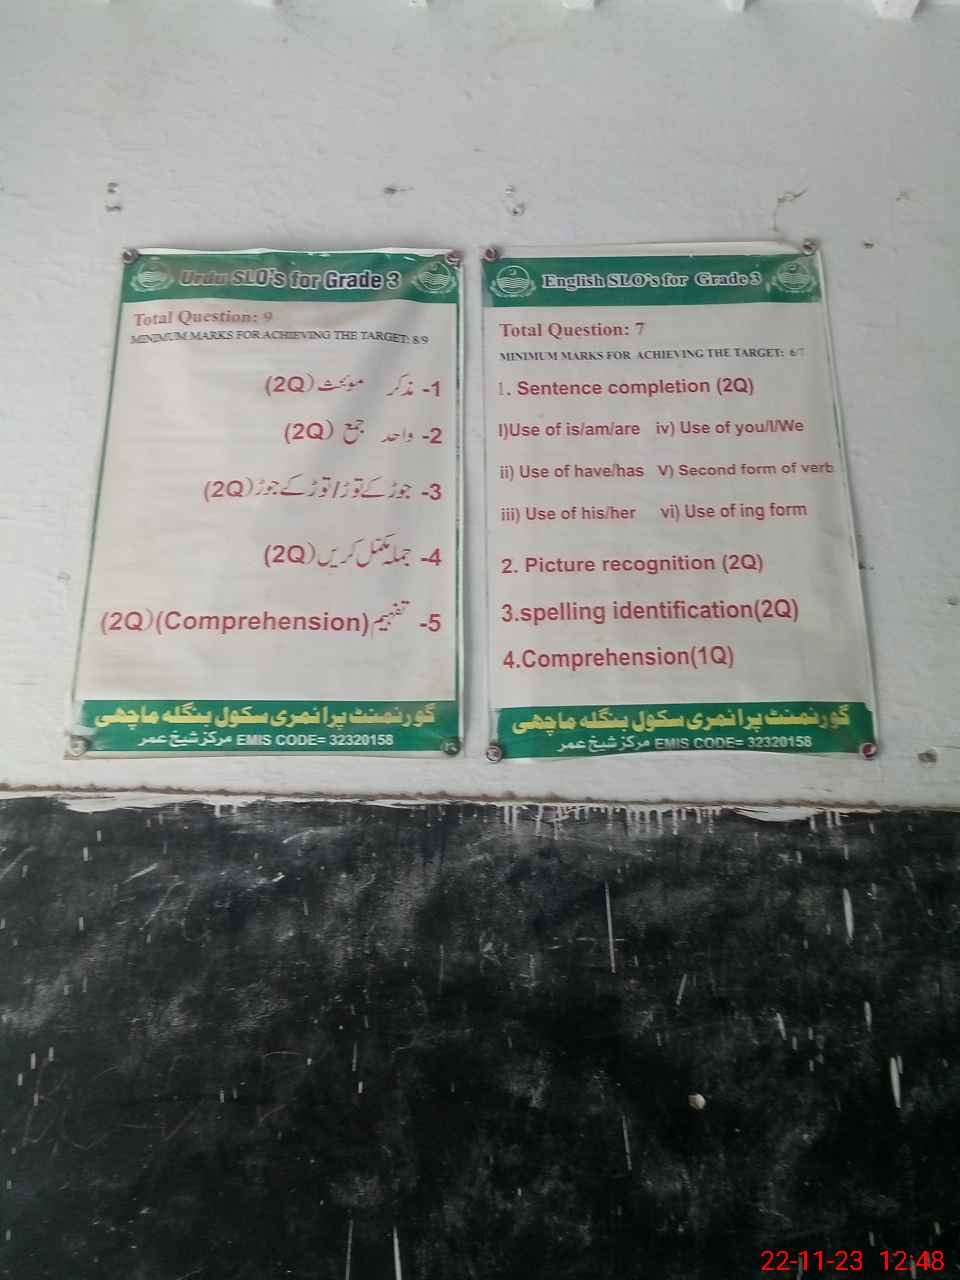 Urdu SLO's for Grade 3
Total Question: 9
MINIMUM MARKS FOR ACHIEVING THE TARGET: 8/9
1- مذکر مؤنث (2Q)
2- واحد جمع (2Q)
3- جوڑ کے توڑ/توڑ کے جوڑ (2Q)
4- جملہ مکمل کریں (2Q)
5- تفہیم (Comprehension)(2Q)
گورنمنٹ پرائمری سکول بنگلہ ماچھی
مرکز شیخ عمر EMIS CODE= 32320158
English SLO's for Grade 3
Total Question: 7
MINIMUM MARKS FOR ACHIEVING THE TARGET: 6/7
1. Sentence completion (2Q)
I)Use of is/am/are iv) Use of you/I/We
ii) Use of have/has V) Second form of verb
iii) Use of his/her vi) Use of ing form
2. Picture recognition (2Q)
3.spelling identification(2Q)
4.Comprehension(1Q)
گورنمنٹ پرائمری سکول بنگلہ ماچھی
مرکز شیخ عمر EMIS CODE= 32320158
22-11-23 12:48